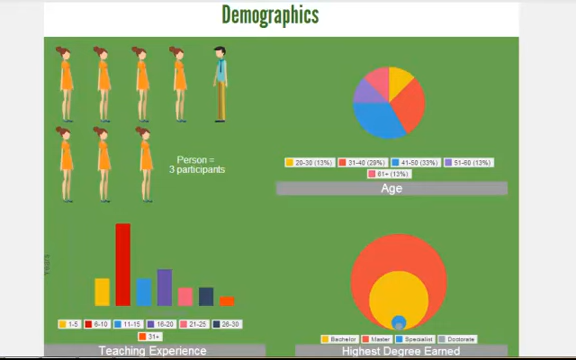 Demographics
Person =
3 participants
20-30 (13%) 31-40 (29%) 41-50 (33%) 51-60 (13%)
61+ (13%)
Age
Years
1-5 6-10 11-15 16-20 21-25 26-30
31+
Teaching Experience
Bachelor Master Specialist Doctorate
Highest Degree Earned